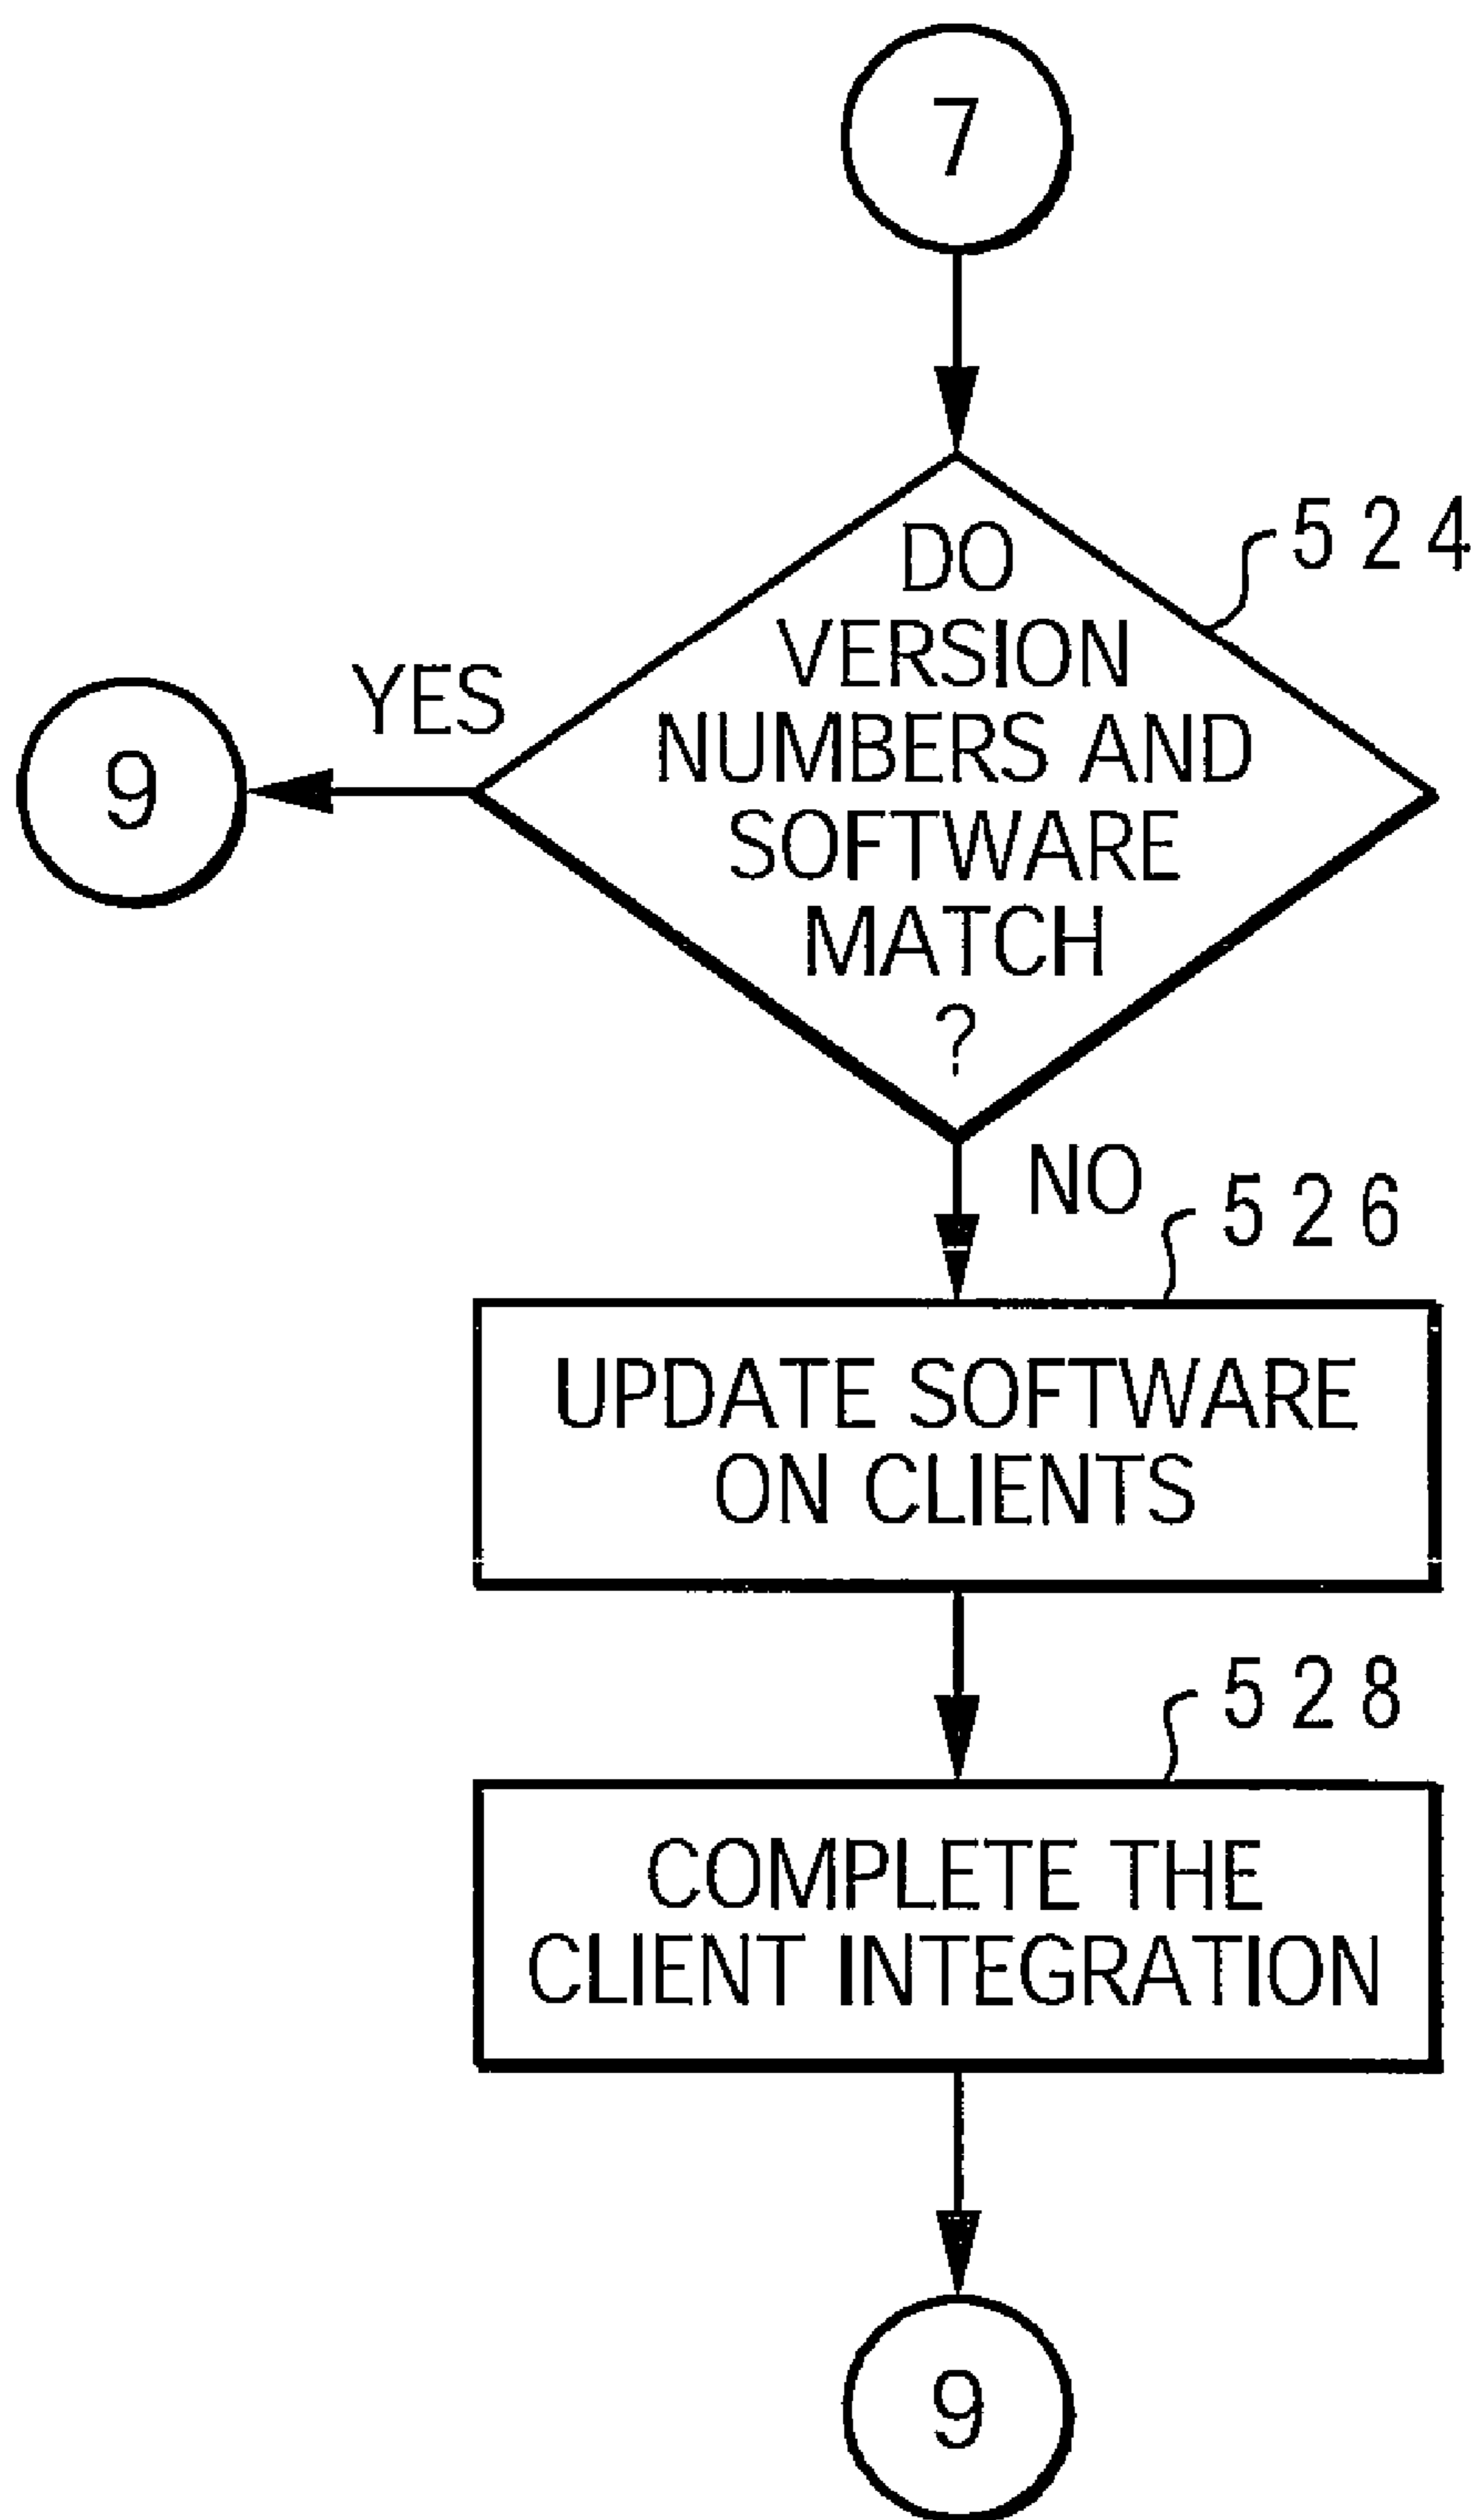 7
524
DO
VERSION
NUMBERS AND
SOFTWARE
MATCH
?
YES
9
NO
526
UPDATE SOFTWARE
ON CLIENTS
528
COMPLETE THE
CLIENT INTEGRATION
9